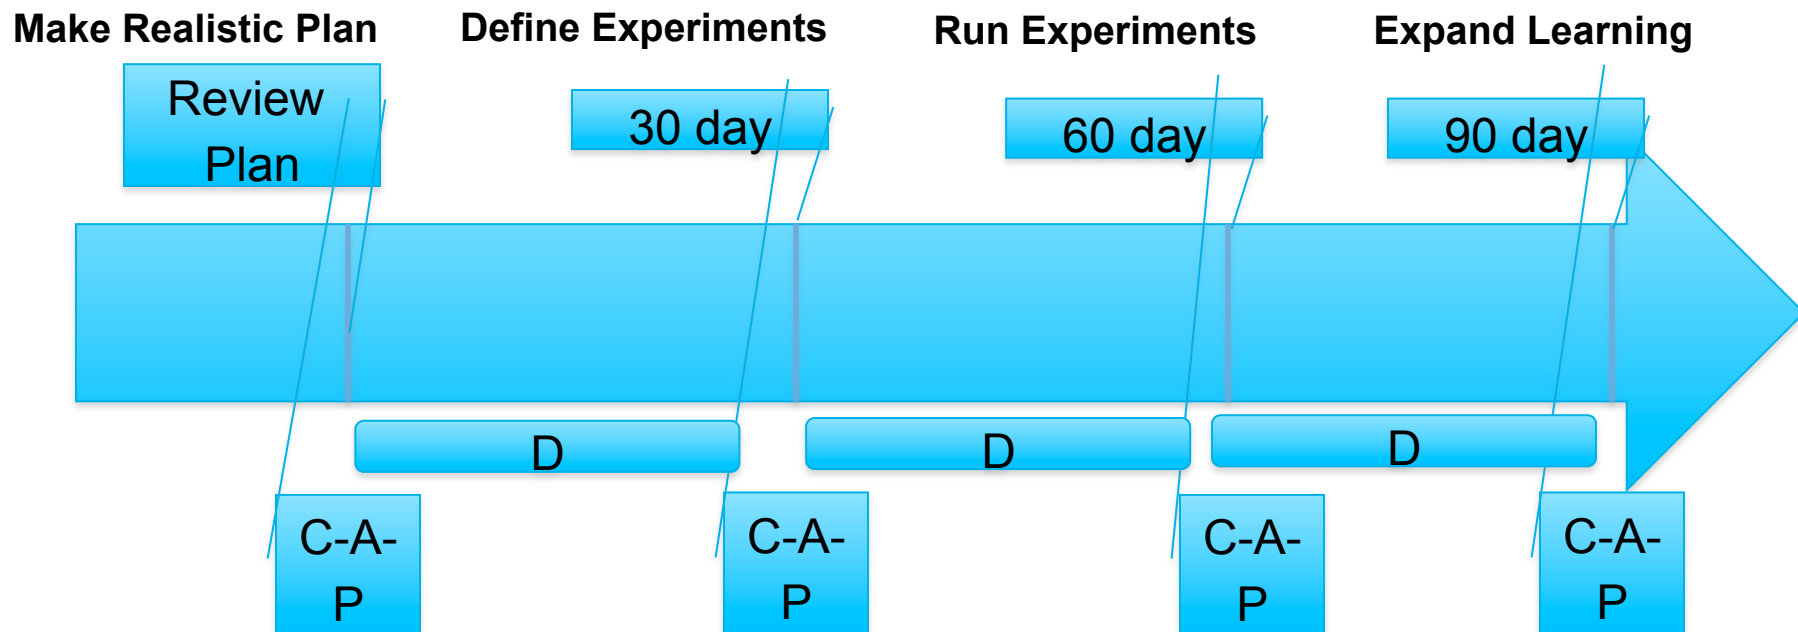 Make Realistic Plan
Define Experiments
Run Experiments
Expand Learning
Review
Plan
30 day
60 day
90 day
D
D
D
C-A-
P
C-A-
P
C-A-
P
C-A-
P